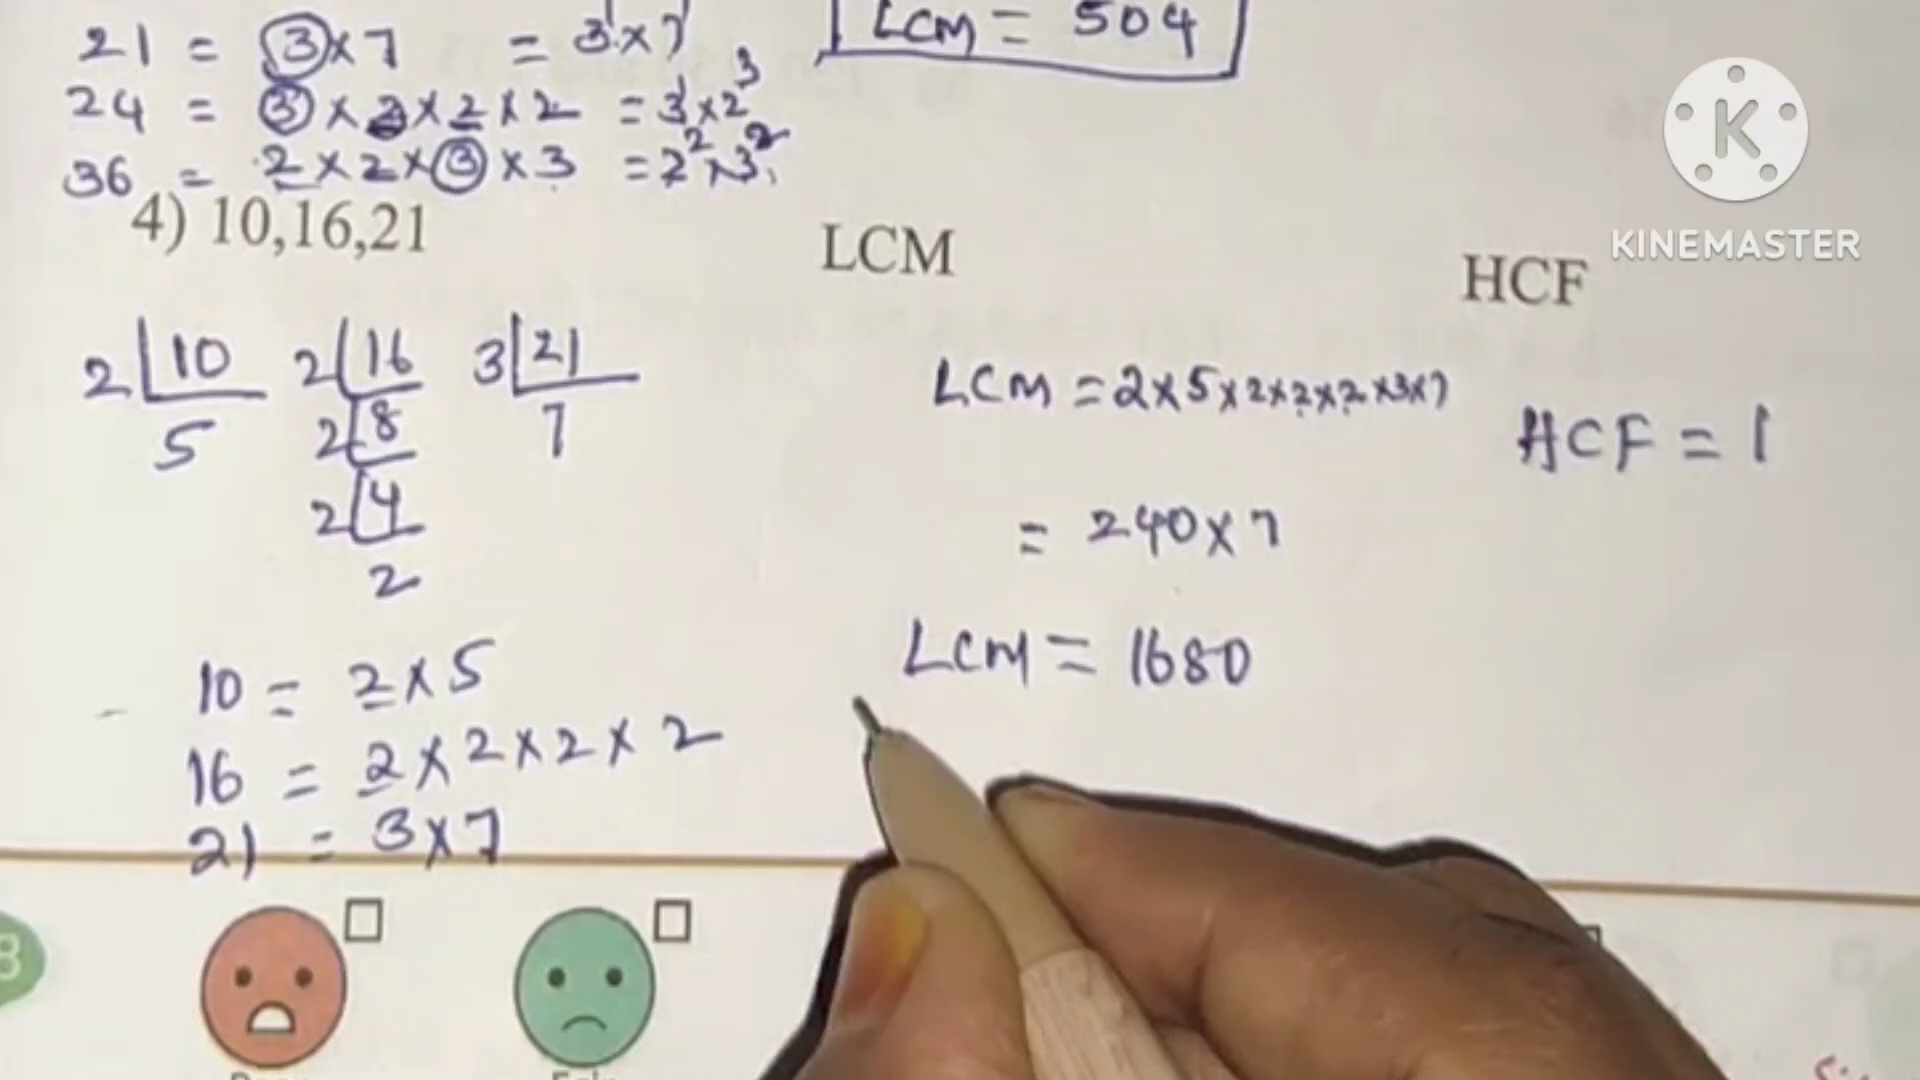 LCM = 504
21 = 3×7 = 3¹×7¹
24 = 3×2×2×2 = 3¹×2³
36 = 2×2×3×3 = 2²×3²
K
KINEMASTER
4) 10,16,21
LCM
HCF
2 10
5
2 16
2 8
2 4
2
3 21
7
LCM = 2×5×2×2×2×3×7
= 240×7
LCM = 1680
HCF = 1
10 = 2×5
16 = 2×2×2×2
21 = 3×7